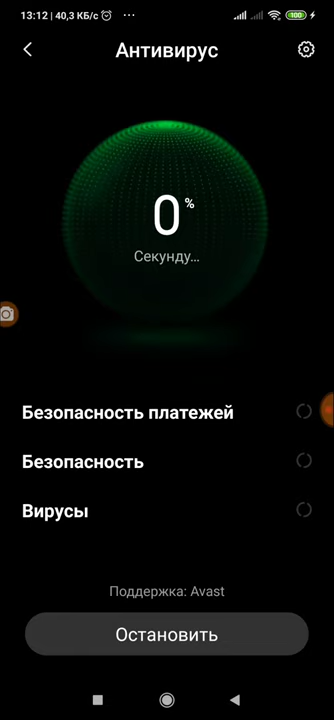 13:12 | 40,3 КБ/с ...
100
Антивирус
0%
Секунду...
Безопасность платежей
Безопасность
Вирусы
Поддержка: Avast
Остановить